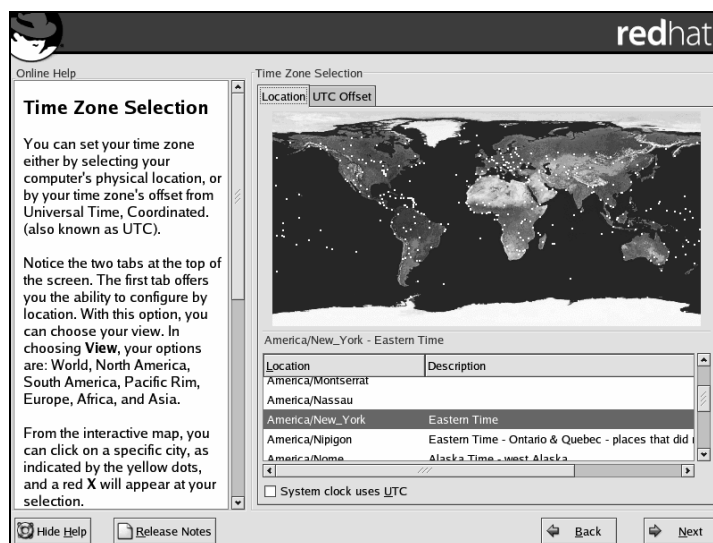 redhat
Online Help
Time Zone Selection
You can set your time zone
either by selecting your
computer's physical location, or
by your time zone's offset from
Universal Time, Coordinated.
(also known as UTC).
Notice the two tabs at the top of
the screen. The first tab offers
you the ability to configure by
location. With this option, you
can choose your view. In
choosing View, your options
are: World, North America,
South America, Pacific Rim,
Europe, Africa, and Asia.
From the interactive map, you
can click on a specific city, as
indicated by the yellow dots,
and a red X will appear at your
selection.
Time Zone Selection
Location UTC Offset
America/New_York - Eastern Time
Location Description
America/Montserrat
America/Nassau
America/New_York Eastern Time
America/Nipigon Eastern Time - Ontario & Quebec - places that did
America/Nome Alaska Time - west Alaska
System clock uses UTC
Hide Help Release Notes Back Next